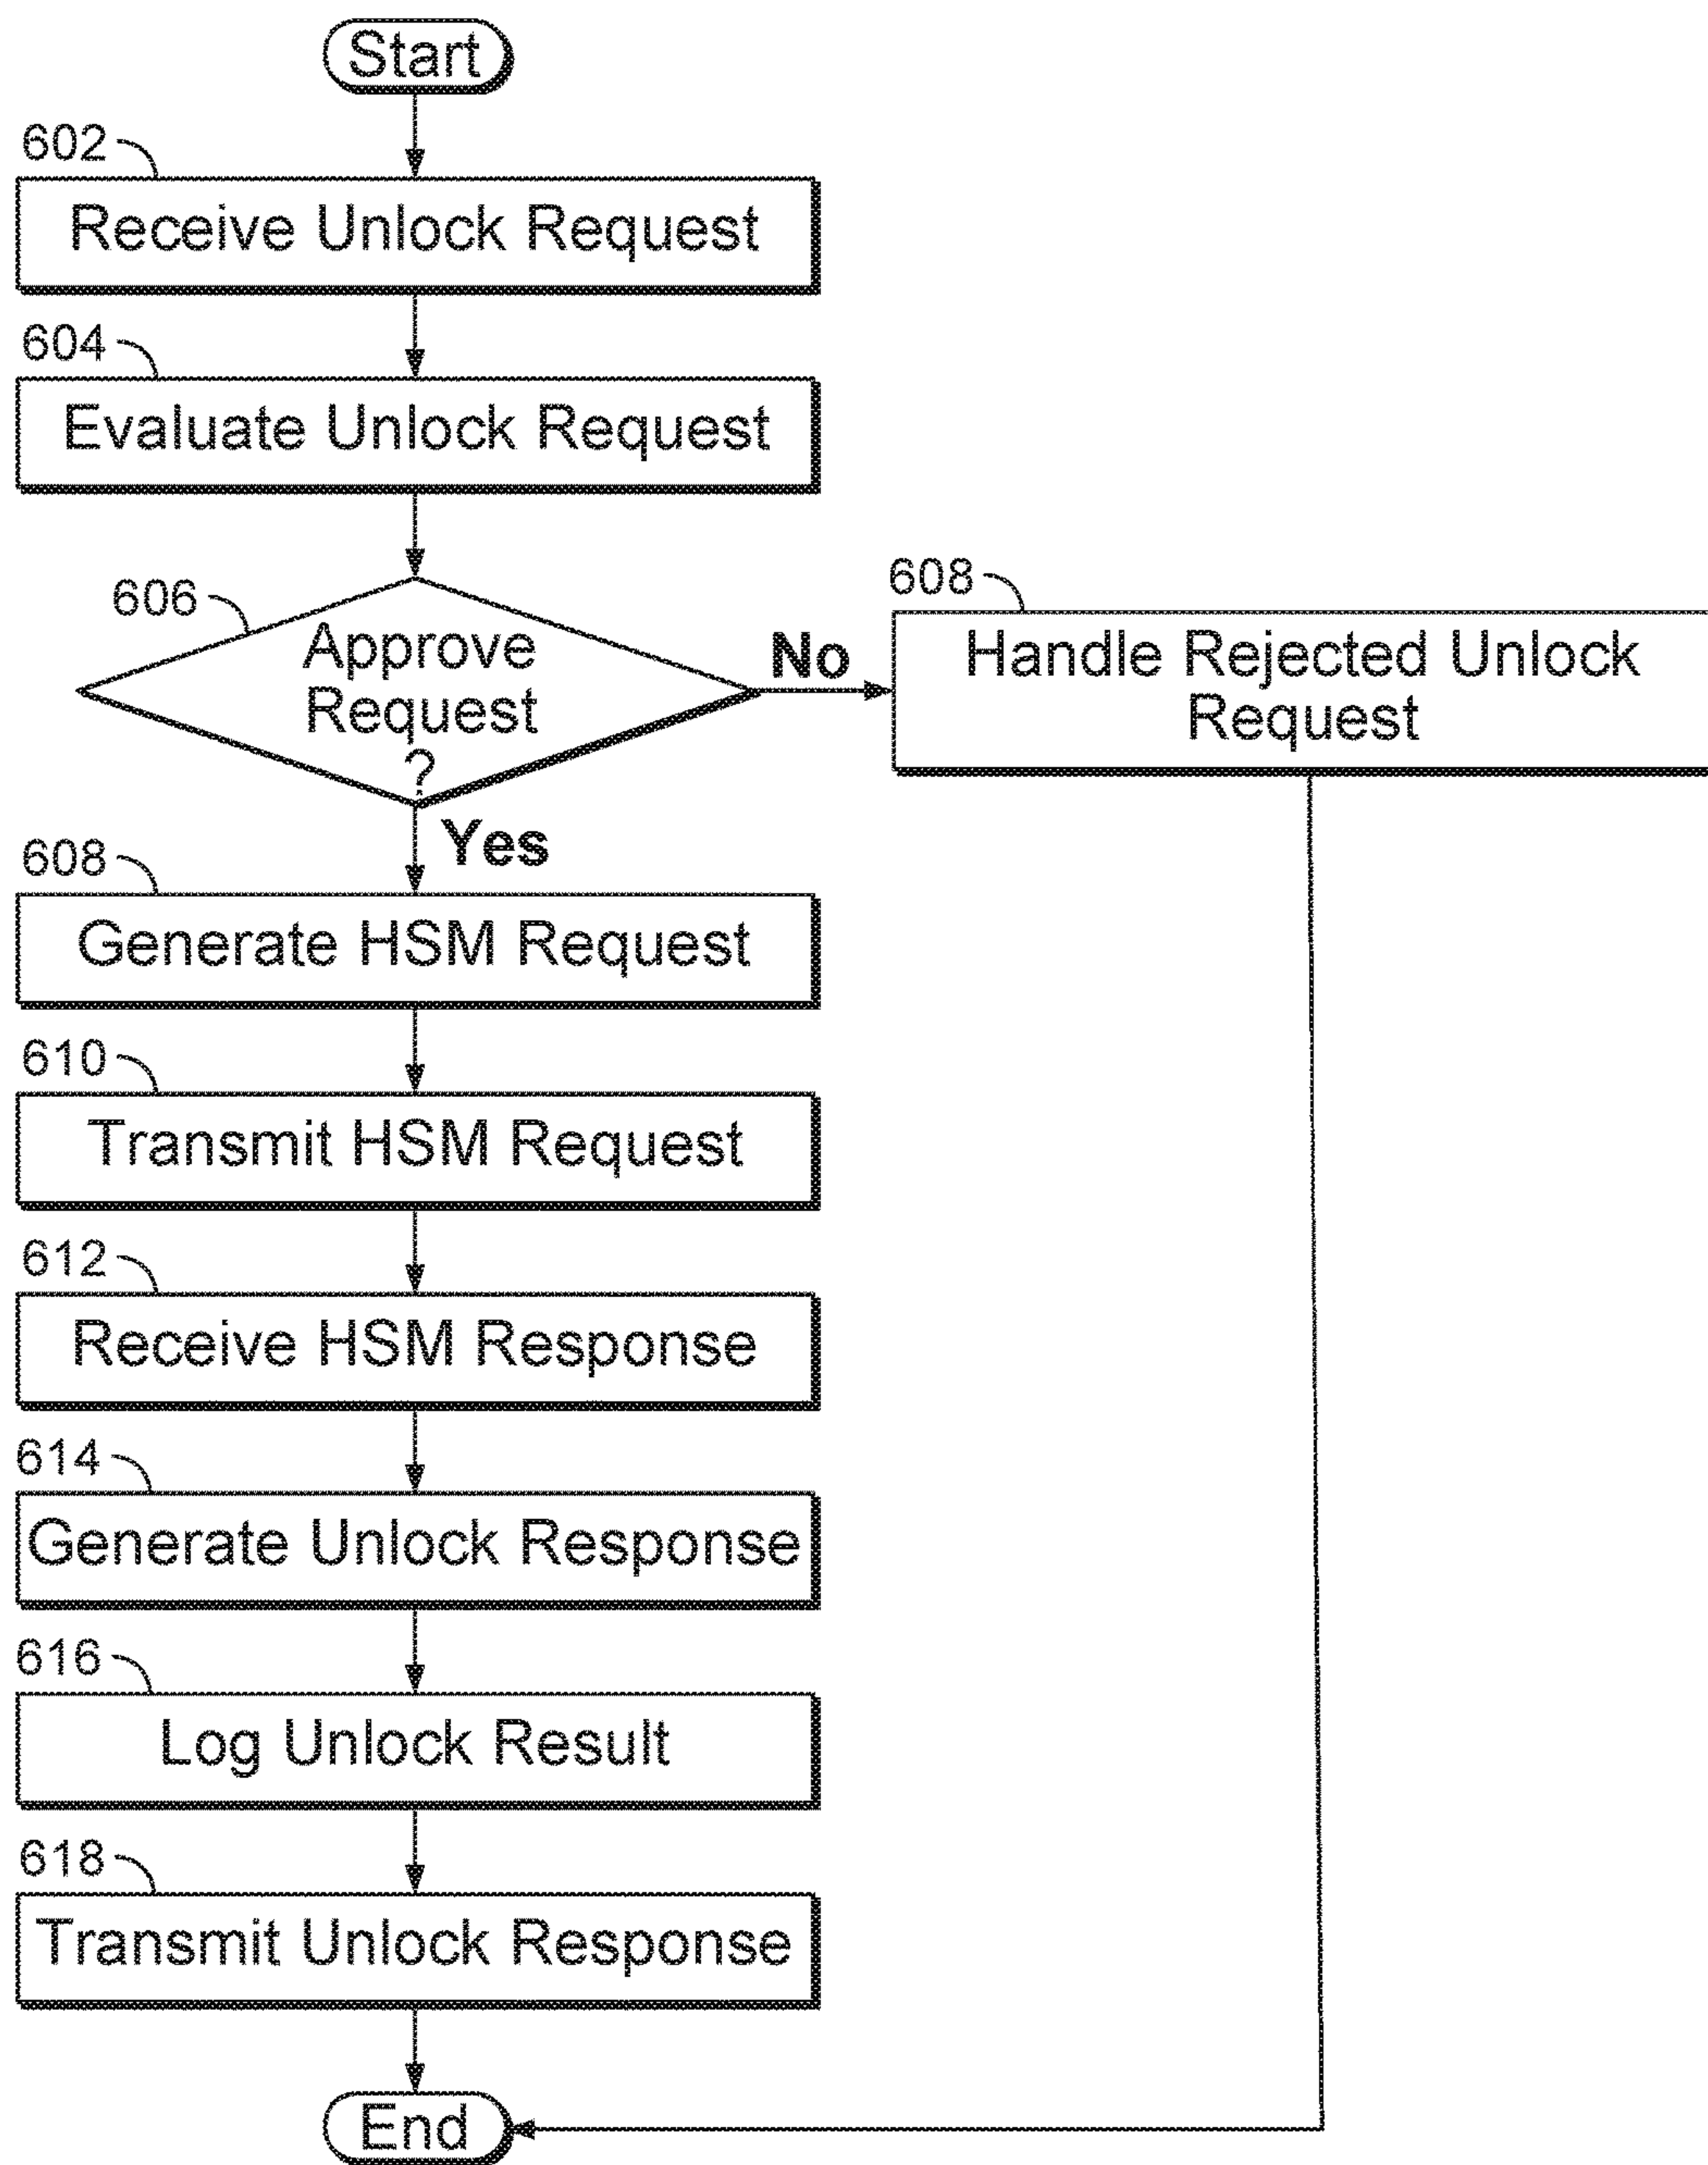 Start
602
Receive Unlock Request
604
Evaluate Unlock Request
606
Approve
Request
?
No
608
Handle Rejected Unlock
Request
Yes
608
Generate HSM Request
610
Transmit HSM Request
612
Receive HSM Response
614
Generate Unlock Response
616
Log Unlock Result
618
Transmit Unlock Response
End